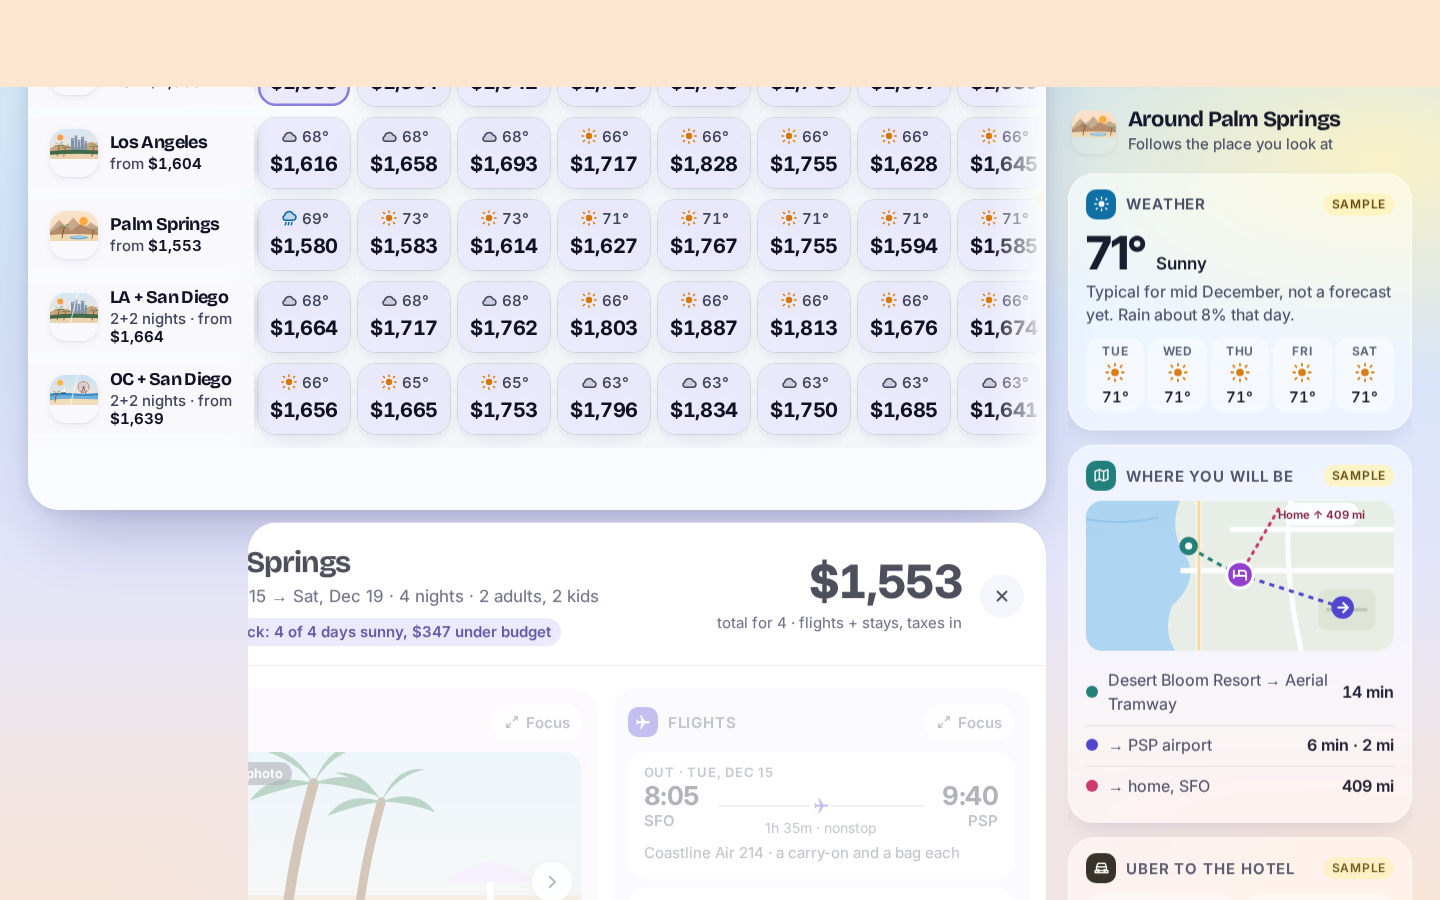 Los Angeles
from $1,604
68° 68° 68° 66° 66° 66° 66° 66°
$1,616 $1,658 $1,693 $1,717 $1,828 $1,755 $1,628 $1,645
Palm Springs
from $1,553
69° 73° 73° 71° 71° 71° 71° 71°
$1,580 $1,583 $1,614 $1,627 $1,767 $1,755 $1,594 $1,585
LA + San Diego
2+2 nights · from
$1,664
68° 68° 68° 66° 66° 66° 66° 66°
$1,664 $1,717 $1,762 $1,803 $1,887 $1,813 $1,676 $1,674
OC + San Diego
2+2 nights · from
$1,639
66° 65° 65° 63° 63° 63° 63° 63°
$1,656 $1,665 $1,753 $1,796 $1,834 $1,750 $1,685 $1,641
Springs
15 → Sat, Dec 19 · 4 nights · 2 adults, 2 kids
ck: 4 of 4 days sunny, $347 under budget
$1,553
total for 4 · flights + stays, taxes in
Focus
photo
FLIGHTS
Focus
OUT · TUE, DEC 15
8:05 9:40
SFO PSP
1h 35m · nonstop
Coastline Air 214 · a carry-on and a bag each
Around Palm Springs
Follows the place you look at
WEATHER SAMPLE
71° Sunny
Typical for mid December, not a forecast
yet. Rain about 8% that day.
TUE WED THU FRI SAT
71° 71° 71° 71° 71°
WHERE YOU WILL BE SAMPLE
Home ↑ 409 mi
Desert Bloom Resort → Aerial
Tramway
14 min
→ PSP airport 6 min · 2 mi
→ home, SFO 409 mi
UBER TO THE HOTEL SAMPLE